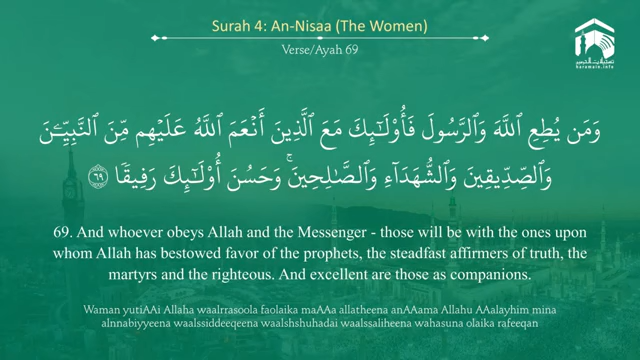 Surah 4: An-Nisaa (The Women)
Verse/Ayah 69
haramain.info
وَمَن يُطِعِ ٱللَّهَ وَٱلرَّسُولَ فَأُو۟لَـٰٓئِكَ مَعَ ٱلَّذِينَ أَنْعَمَ ٱللَّهُ عَلَيْهِم مِّنَ ٱلنَّبِيِّـۧنَ
وَٱلصِّدِّيقِينَ وَٱلشُّهَدَآءِ وَٱلصَّـٰلِحِينَ ۚ وَحَسُنَ أُو۟لَـٰٓئِكَ رَفِيقًا ٦٩
69. And whoever obeys Allah and the Messenger - those will be with the ones upon
whom Allah has bestowed favor of the prophets, the steadfast affirmers of truth, the
martyrs and the righteous. And excellent are those as companions.
Waman yutiAAi Allaha waalrrasoola faolaika maAAa allatheena anAAama Allahu AAalayhim mina
alnnabiyyeena waalssiddeeqeena waalshshuhadai waalssaliheena wahasuna olaika rafeeqan